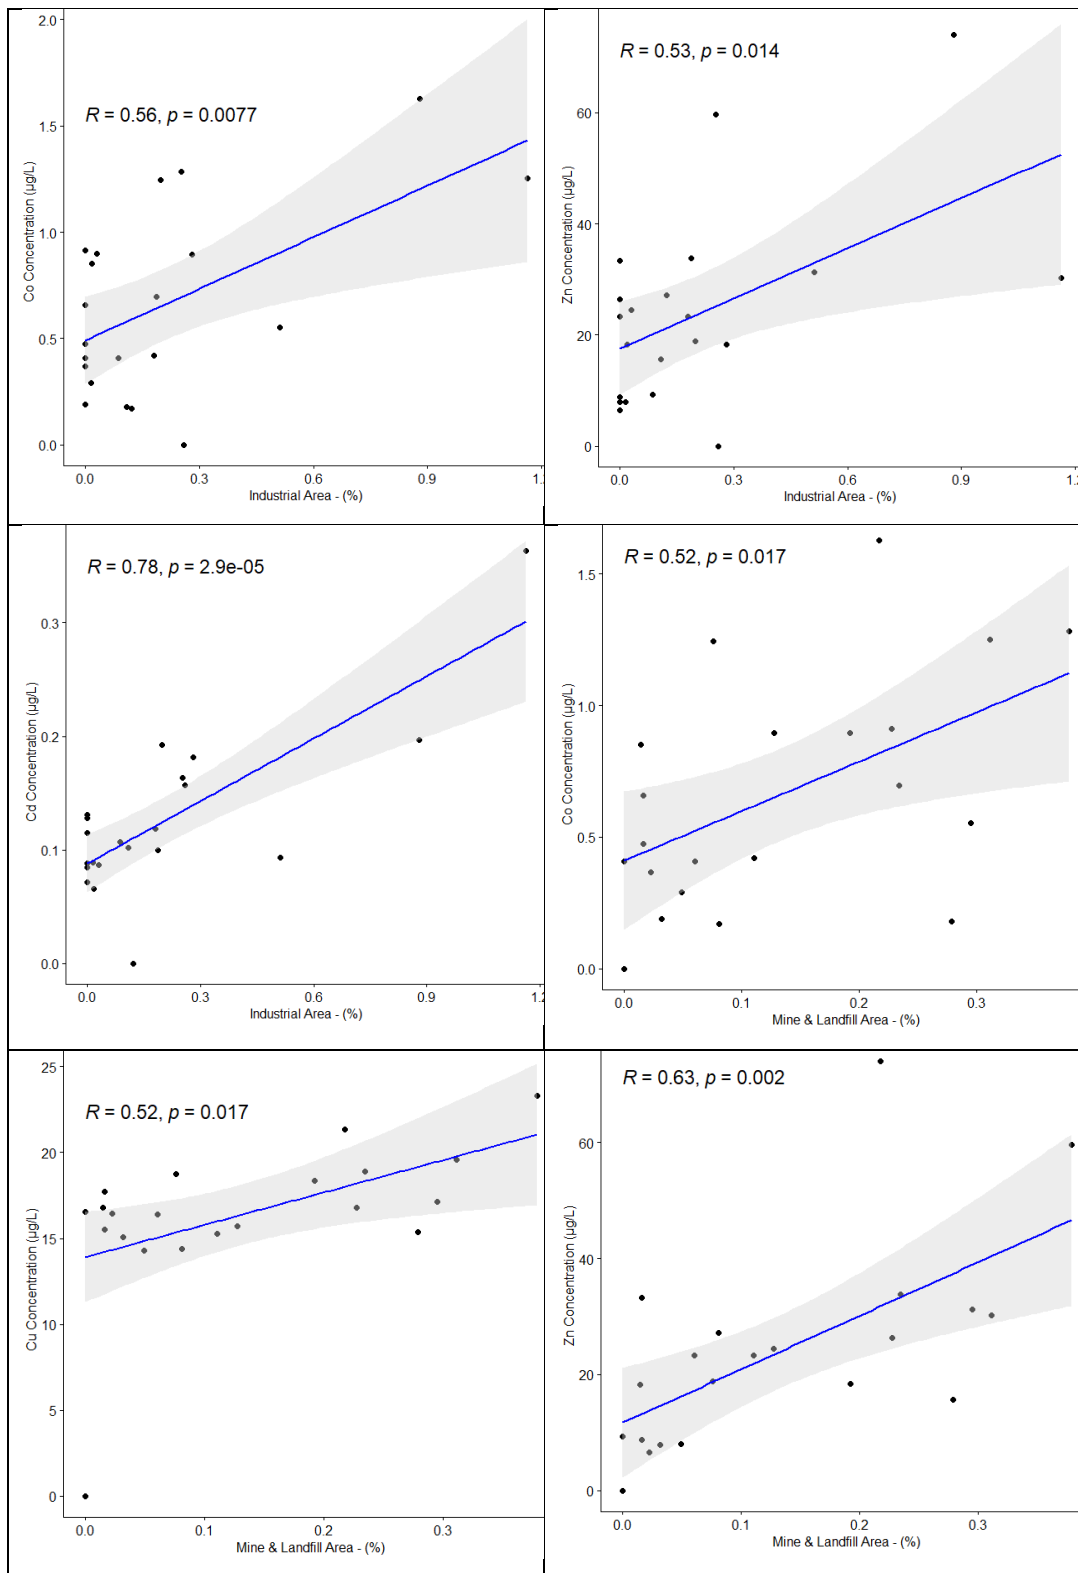 2.0
1.5
1.0
0.5
0.0
Co Concentration (µg/L)
R = 0.56, p = 0.0077
0.0 0.3 0.6 0.9 1.
Industrial Area - (%)
60
40
20
0
Zn Concentration (µg/L)
R = 0.53, p = 0.014
0.0 0.3 0.6 0.9 1.2
Industrial Area - (%)
0.3
0.2
0.1
0.0
Cd Concentration (µg/L)
R = 0.78, p = 2.9e-05
0.0 0.3 0.6 0.9 1.2
Industrial Area - (%)
1.5
1.0
0.5
0.0
Co Concentration (µg/L)
R = 0.52, p = 0.017
0.0 0.1 0.2 0.3
Mine & Landfill Area - (%)
25
20
15
10
5
0
Cu Concentration (µg/L)
R = 0.52, p = 0.017
0.0 0.1 0.2 0.3
Mine & Landfill Area - (%)
60
40
20
0
Zn Concentration (µg/L)
R = 0.63, p = 0.002
0.0 0.1 0.2 0.3
Mine & Landfill Area - (%)